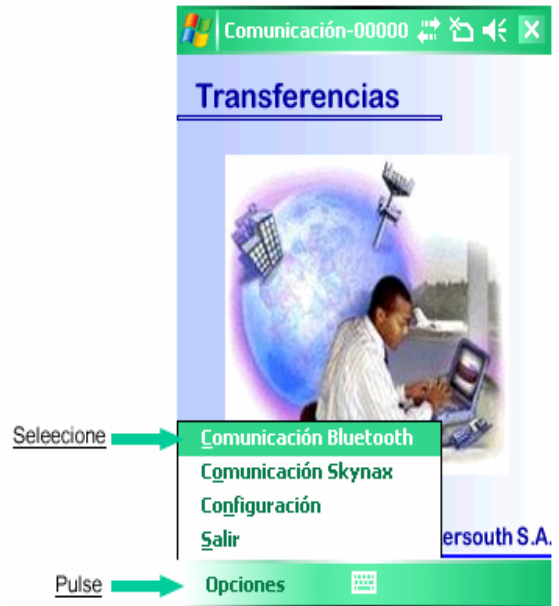 Comunicación-00000
Transferencias
Seleecione
Comunicación Bluetooth
Comunicación Skynax
Configuración
Salir
ersouth S.A.
Pulse
Opciones